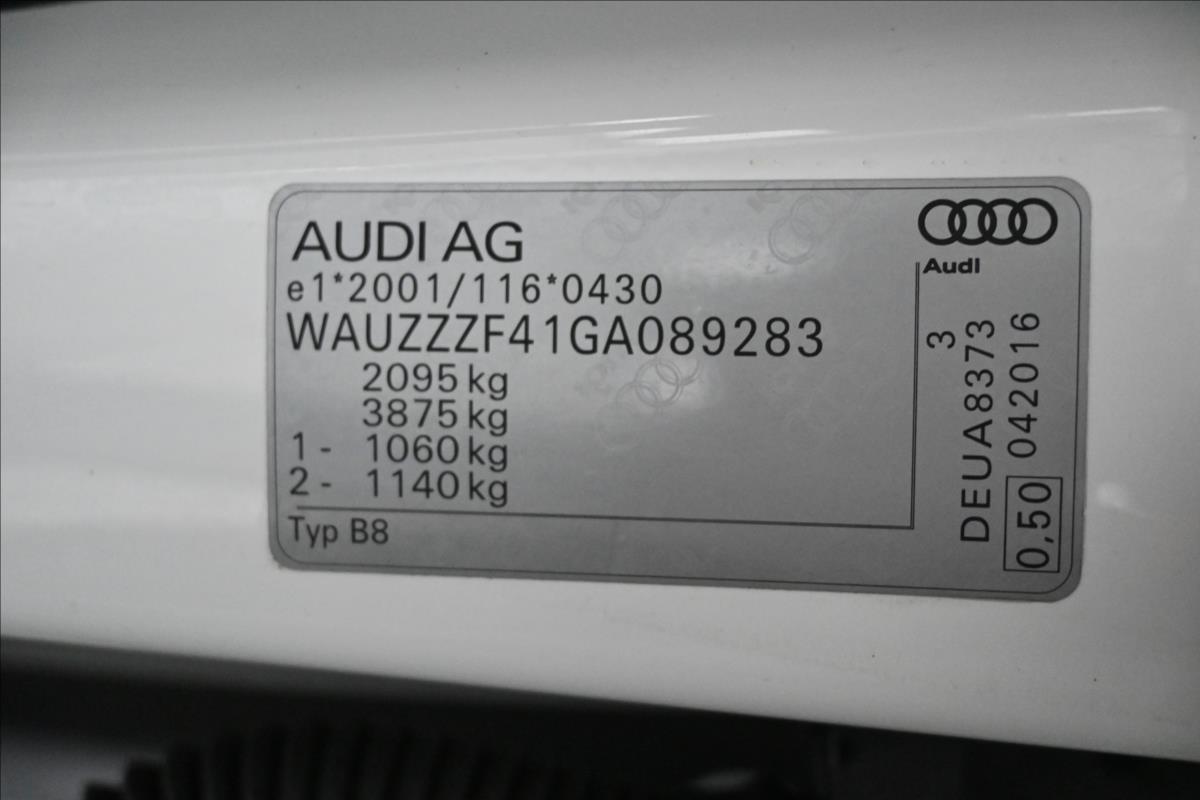 AUDI AG
e1*2001/116*0430
WAUZZZF41GA089283
2095 kg
3875 kg
1 - 1060 kg
2 - 1140 kg
Typ B8
Audi
3
DEUA8373
042016
0,50